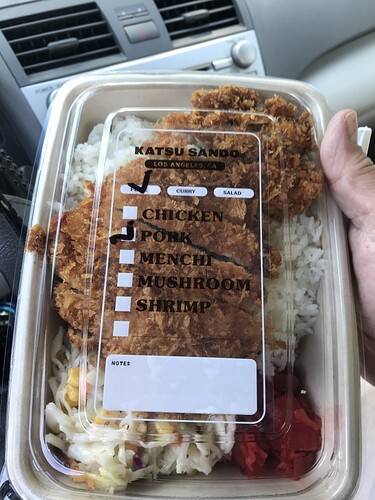 KATSU SANDO
LOS ANGELES, CA
CURRY SALAD
CHICKEN
PORK
MENCHI
MUSHROOM
SHRIMP
NOTES